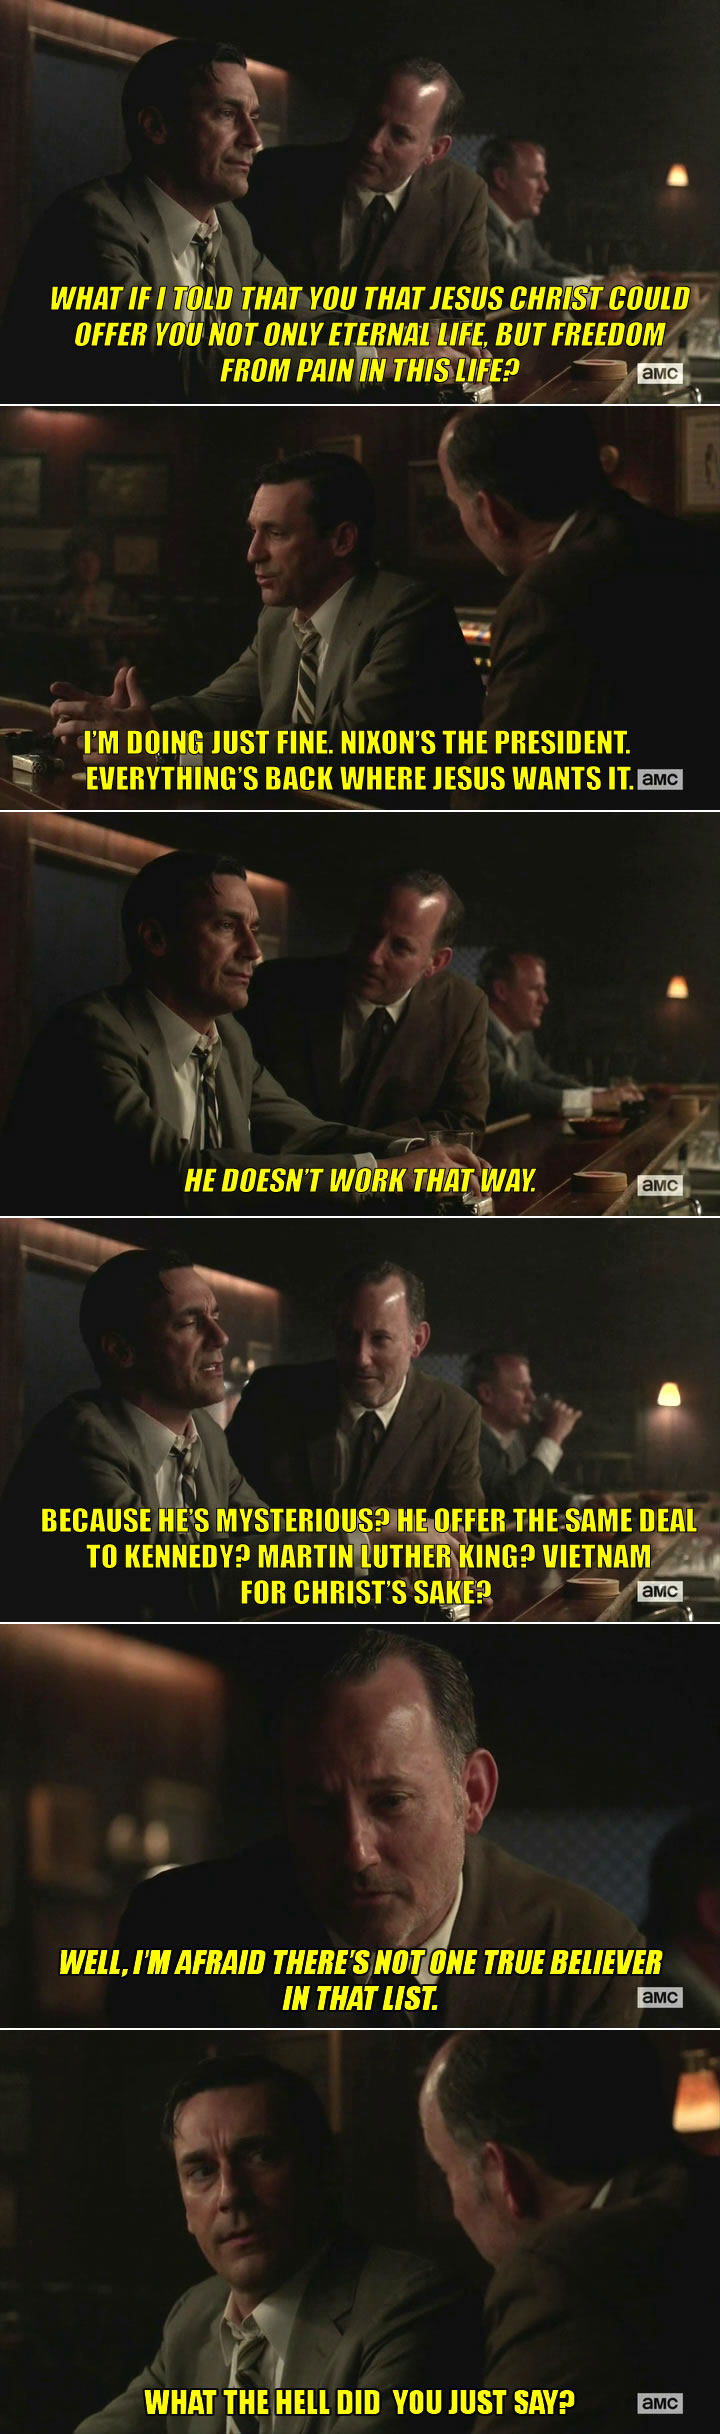 WHAT IF I TOLD THAT YOU THAT JESUS CHRIST COULD
OFFER YOU NOT ONLY ETERNAL LIFE, BUT FREEDOM
FROM PAIN IN THIS LIFE?
aMC
I'M DOING JUST FINE. NIXON'S THE PRESIDENT.
EVERYTHING'S BACK WHERE JESUS WANTS IT.
aMC
HE DOESN'T WORK THAT WAY.
aMC
BECAUSE HE'S MYSTERIOUS? HE OFFER THE SAME DEAL
TO KENNEDY? MARTIN LUTHER KING? VIETNAM
FOR CHRIST'S SAKE?
aMC
WELL, I'M AFRAID THERE'S NOT ONE TRUE BELIEVER
IN THAT LIST.
aMC
WHAT THE HELL DID YOU JUST SAY?
aMC